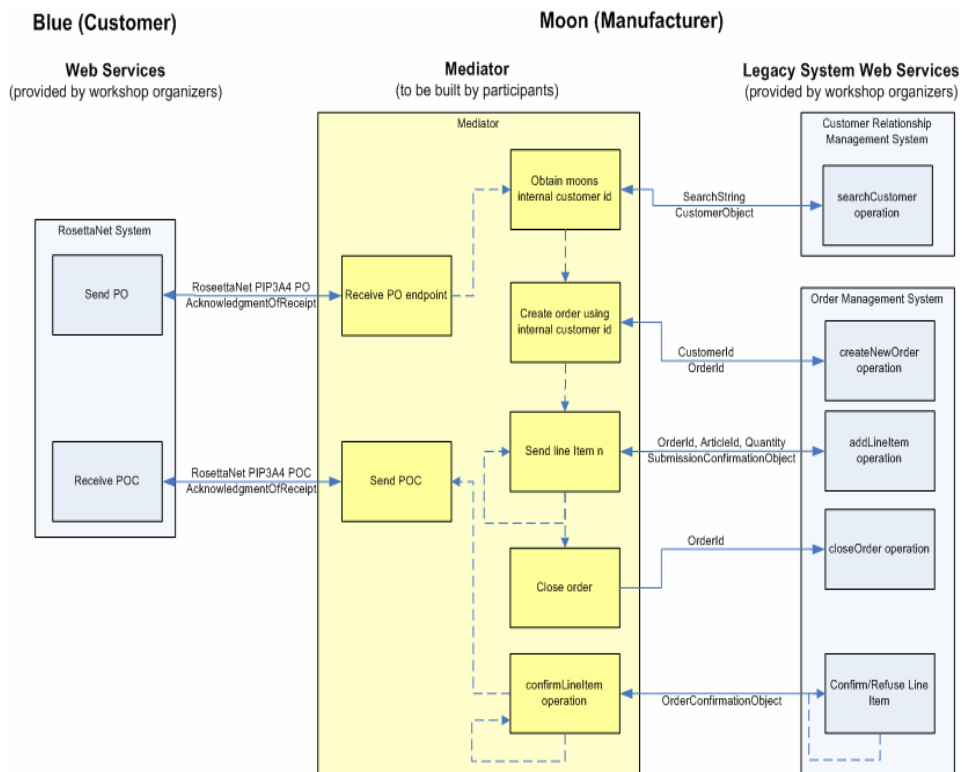 Blue (Customer)
Moon (Manufacturer)
Web Services
(provided by workshop organizers)
Mediator
(to be built by participants)
Legacy System Web Services
(provided by workshop organizers)
Mediator
Customer Relationship
Management System
Obtain moons
internal customer id
SearchString
CustomerObject
searchCustomer
operation
RosettaNet System
Send PO
RoseettaNet PIP3A4 PO
AcknowledgmentOfReceipt
Receive PO endpoint
Create order using
internal customer id
Order Management System
CustomerId
OrderId
createNewOrder
operation
Send line Item n
OrderId, ArticleId, Quantity
SubmissionConfirmationObject
addLineItem
operation
Receive POC
RosettaNet PIP3A4 POC
AcknowledgmentOfReceipt
Send POC
OrderId
closeOrder operation
Close order
confirmLineItem
operation
OrderConfirmationObject
Confirm/Refuse Line
Item